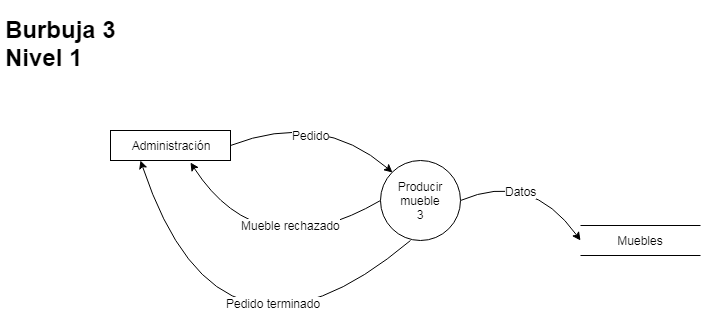 Burbuja 3
Nivel 1
Administración
Pedido
Producir
mueble
3
Datos
Muebles
Mueble rechazado
Pedido terminado